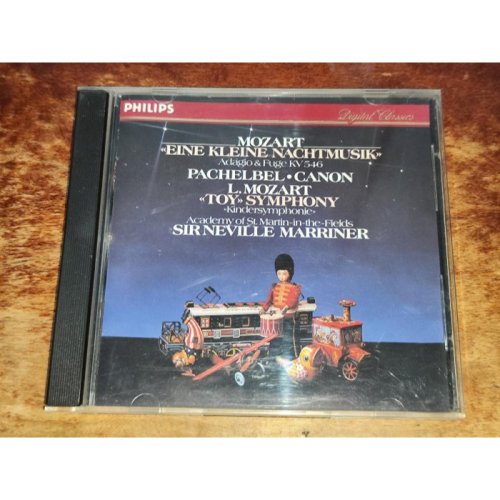 PHILIPS
Digital Classics
MOZART
«EINE KLEINE NACHTMUSIK»
Adagio & Fuge KV 546
PACHELBEL • CANON
L. MOZART
«TOY» SYMPHONY
«Kindersymphonie»
Academy of St. Martin-in-the-Fields
SIR NEVILLE MARRINER